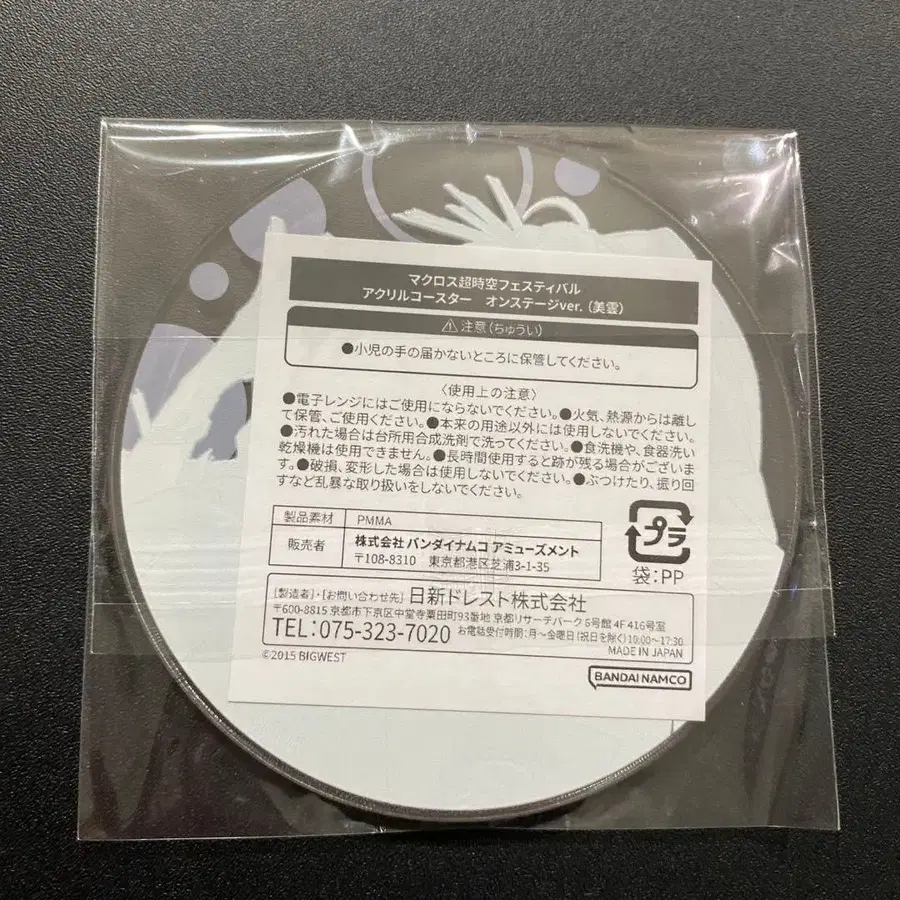 マクロス超時空フェスティバル
アクリルコースター　オンステージver.（美雲）
⚠注意（ちゅうい）
●小児の手の届かないところに保管してください。
〈使用上の注意〉
●電子レンジにはご使用にならないでください。●火気、熱源からは離し
て保管、ご使用ください。●本来の用途以外には使用しないでください。
●汚れた場合は台所用合成洗剤で洗ってください。●食洗機や、食器洗い
乾燥機は使用できません。●長時間使用すると跡が残る場合がございま
す。●破損、変形した場合は使用しないでください。●ぶつけたり、振り回
すなど乱暴な取り扱いをしないでください。
製品素材 PMMA
販売者 株式会社 バンダイナムコ アミューズメント
〒108-8310　東京都港区芝浦3-1-35
プラ
袋:PP
[製造者]・[お問い合わせ先] 日新ドレスト株式会社
〒600-8815 京都市下京区中堂寺粟田町93番地 京都リサーチパーク 6号館 4F 416号室
TEL:075-323-7020 お電話受付時間:月～金曜日(祝日を除く)10:00～17:30
MADE IN JAPAN
©2015 BIGWEST
BANDAI NAMCO